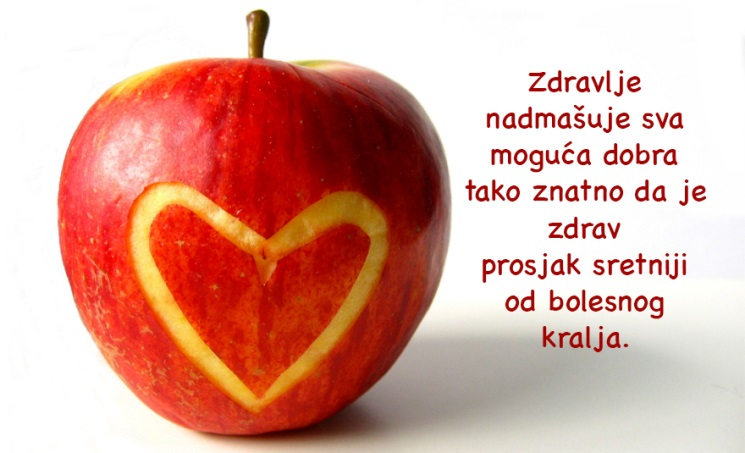 Zdravlje
nadmašuje sva
moguća dobra
tako znatno da je
zdrav
prosjak sretniji
od bolesnog
kralja.